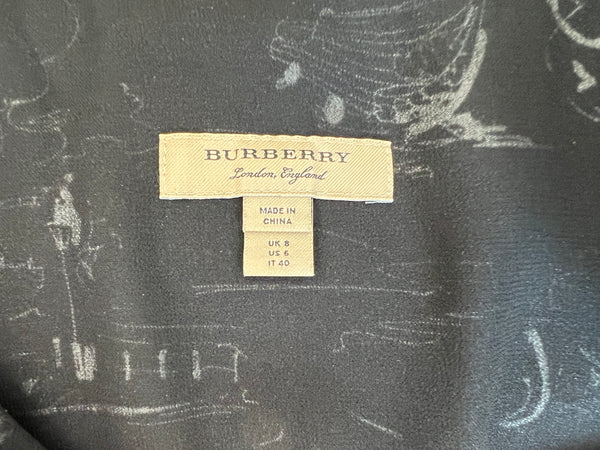 BURBERRY
London, England
MADE IN
CHINA
UK 8
US 6
IT 40